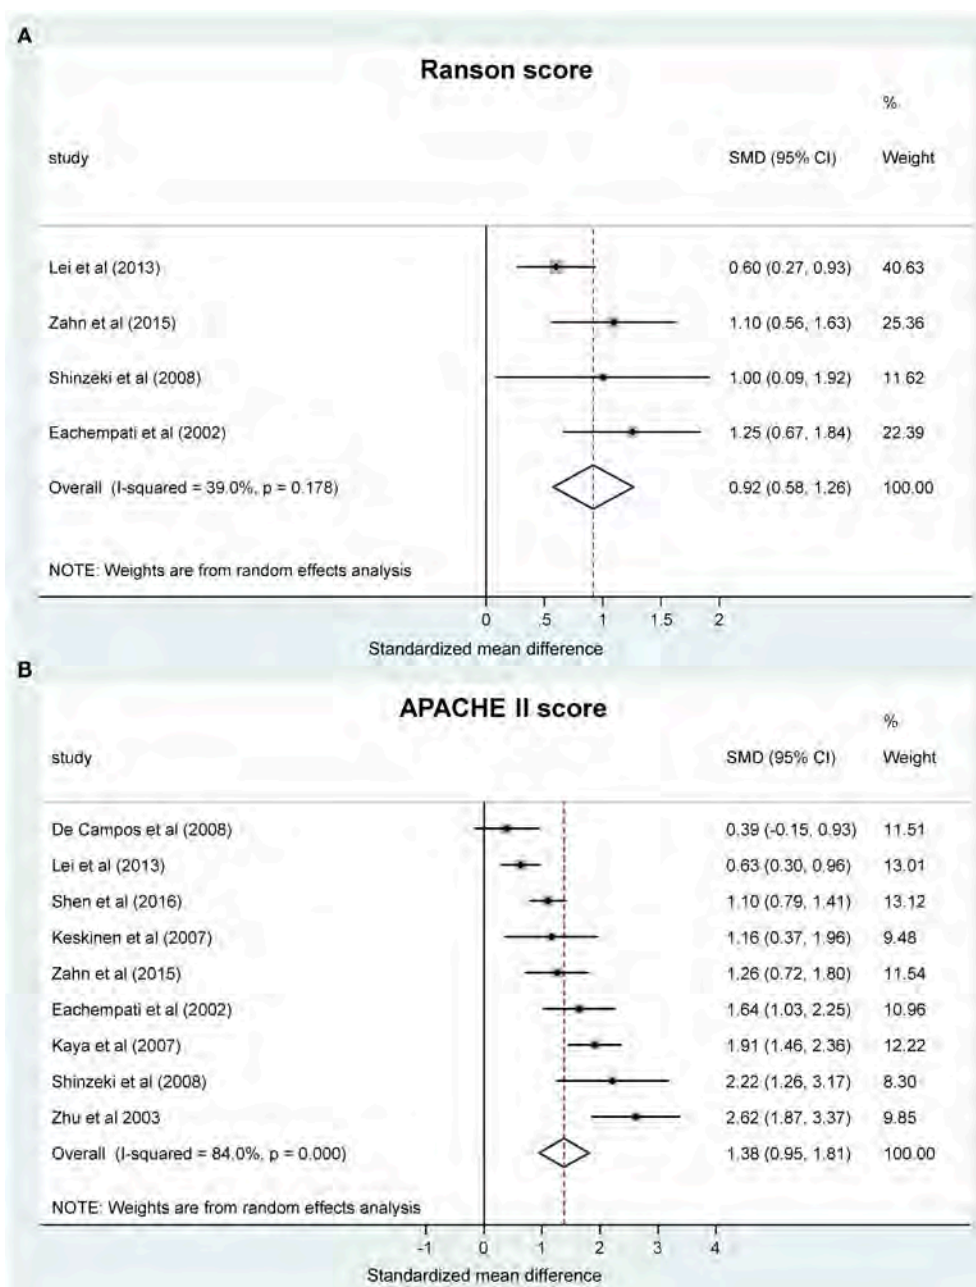 A
Ranson score
%
study SMD (95% CI) Weight
Lei et al (2013) 0.60 (0.27, 0.93) 40.63
Zahn et al (2015) 1.10 (0.56, 1.63) 25.36
Shinzeki et al (2008) 1.00 (0.09, 1.92) 11.62
Eachempati et al (2002) 1.25 (0.67, 1.84) 22.39
Overall (I-squared = 39.0%, p = 0.178) 0.92 (0.58, 1.26) 100.00
NOTE: Weights are from random effects analysis
0 .5 1 1.5 2
Standardized mean difference
B
APACHE II score
%
study SMD (95% CI) Weight
De Campos et al (2008) 0.39 (-0.15, 0.93) 11.51
Lei et al (2013) 0.63 (0.30, 0.96) 13.01
Shen et al (2016) 1.10 (0.79, 1.41) 13.12
Keskinen et al (2007) 1.16 (0.37, 1.96) 9.48
Zahn et al (2015) 1.26 (0.72, 1.80) 11.54
Eachempati et al (2002) 1.64 (1.03, 2.25) 10.96
Kaya et al (2007) 1.91 (1.46, 2.36) 12.22
Shinzeki et al (2008) 2.22 (1.26, 3.17) 8.30
Zhu et al 2003 2.62 (1.87, 3.37) 9.85
Overall (I-squared = 84.0%, p = 0.000) 1.38 (0.95, 1.81) 100.00
NOTE: Weights are from random effects analysis
-1 0 1 2 3 4
Standardized mean difference